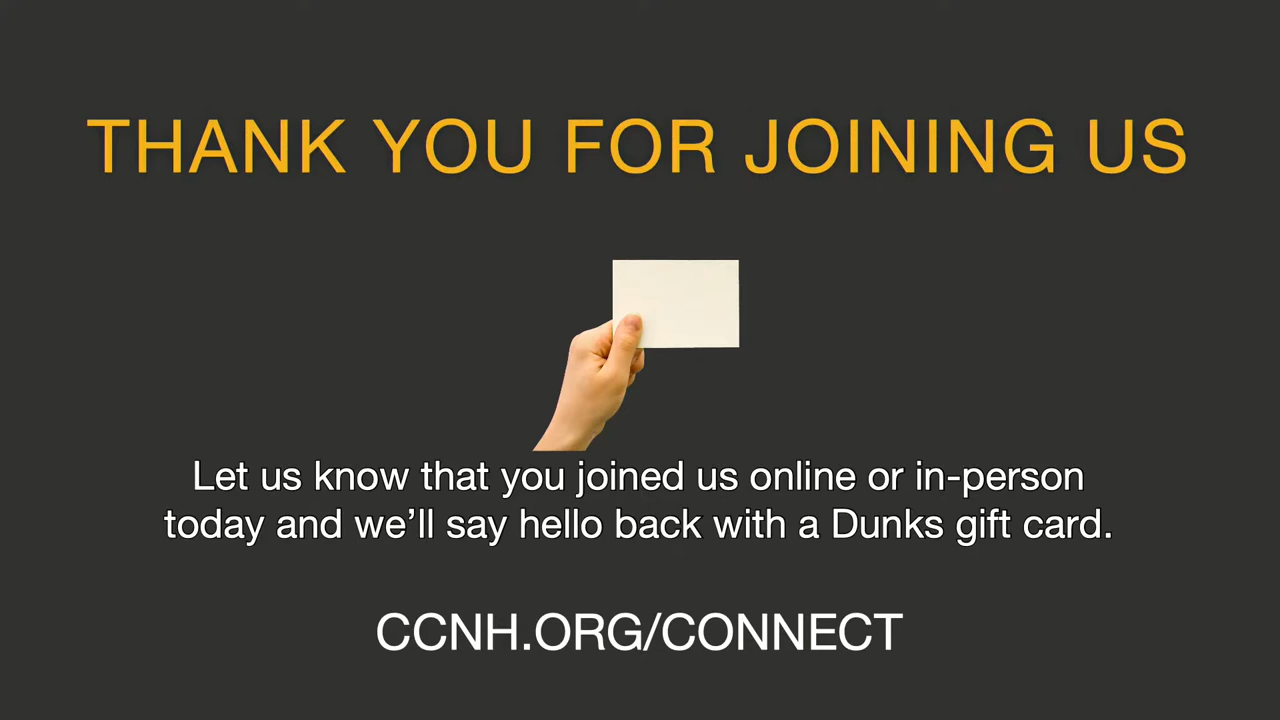 THANK YOU FOR JOINING US
Let us know that you joined us online or in-person
today and we’ll say hello back with a Dunks gift card.
CCNH.ORG/CONNECT